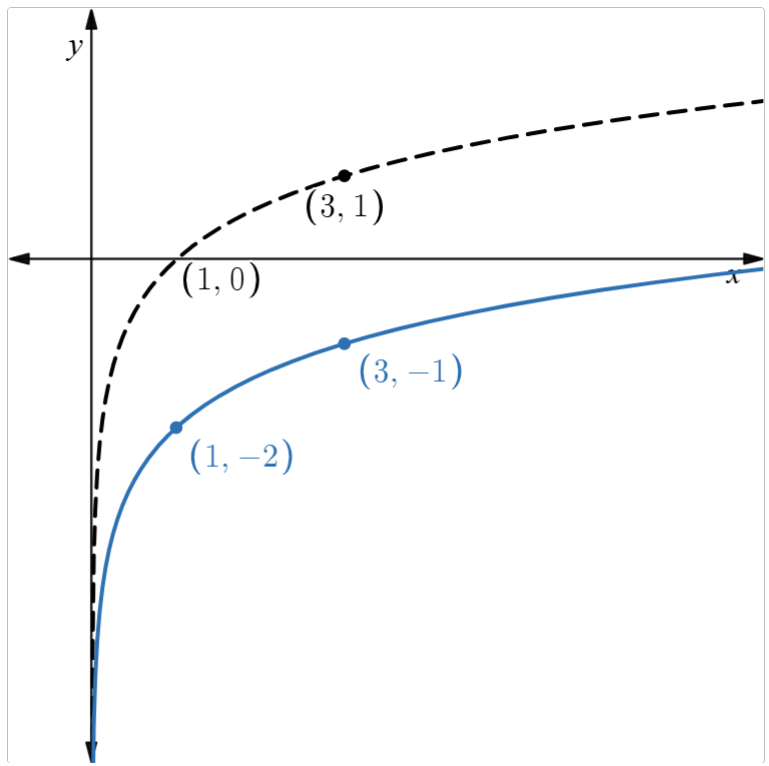 y
(3, 1)
(1, 0)
x
(3, −1)
(1, −2)